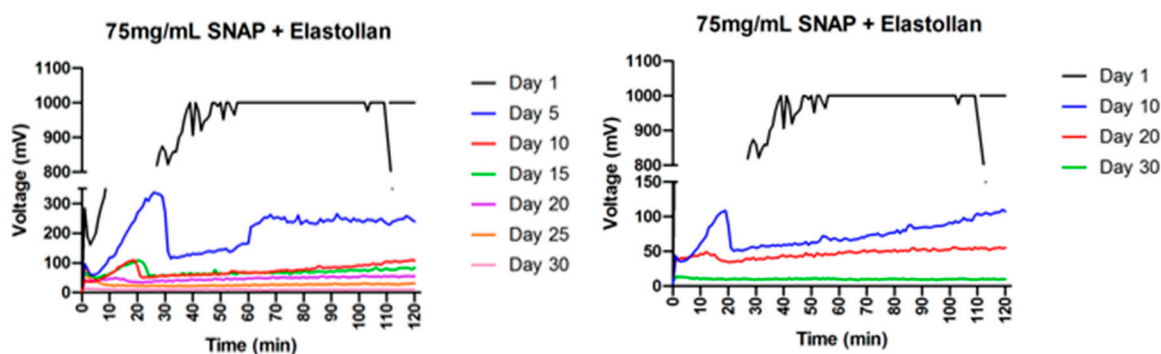 75mg/mL SNAP + Elastollan
1100
1000
900
800
300
200
100
0
Voltage (mV)
0 10 20 30 40 50 60 70 80 90 100 110 120
Time (min)
Day 1
Day 5
Day 10
Day 15
Day 20
Day 25
Day 30
75mg/mL SNAP + Elastollan
1100
1000
900
800
150
100
50
0
Voltage (mV)
0 10 20 30 40 50 60 70 80 90 100 110 120
Time (min)
Day 1
Day 10
Day 20
Day 30